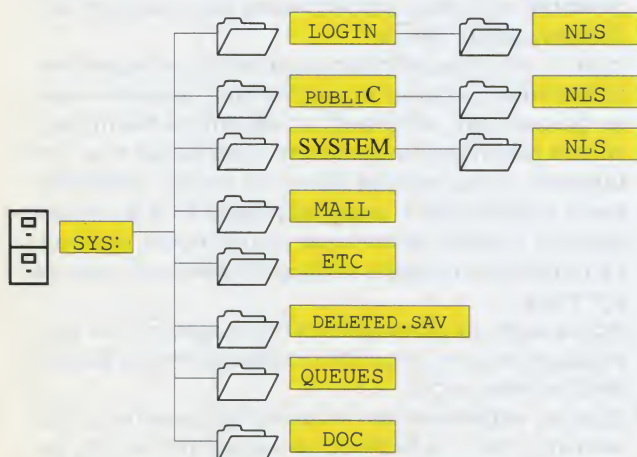 LOGIN NLS
PUBLIC NLS
SYSTEM NLS
MAIL
SYS:
ETC
DELETED.SAV
QUEUES
DOC